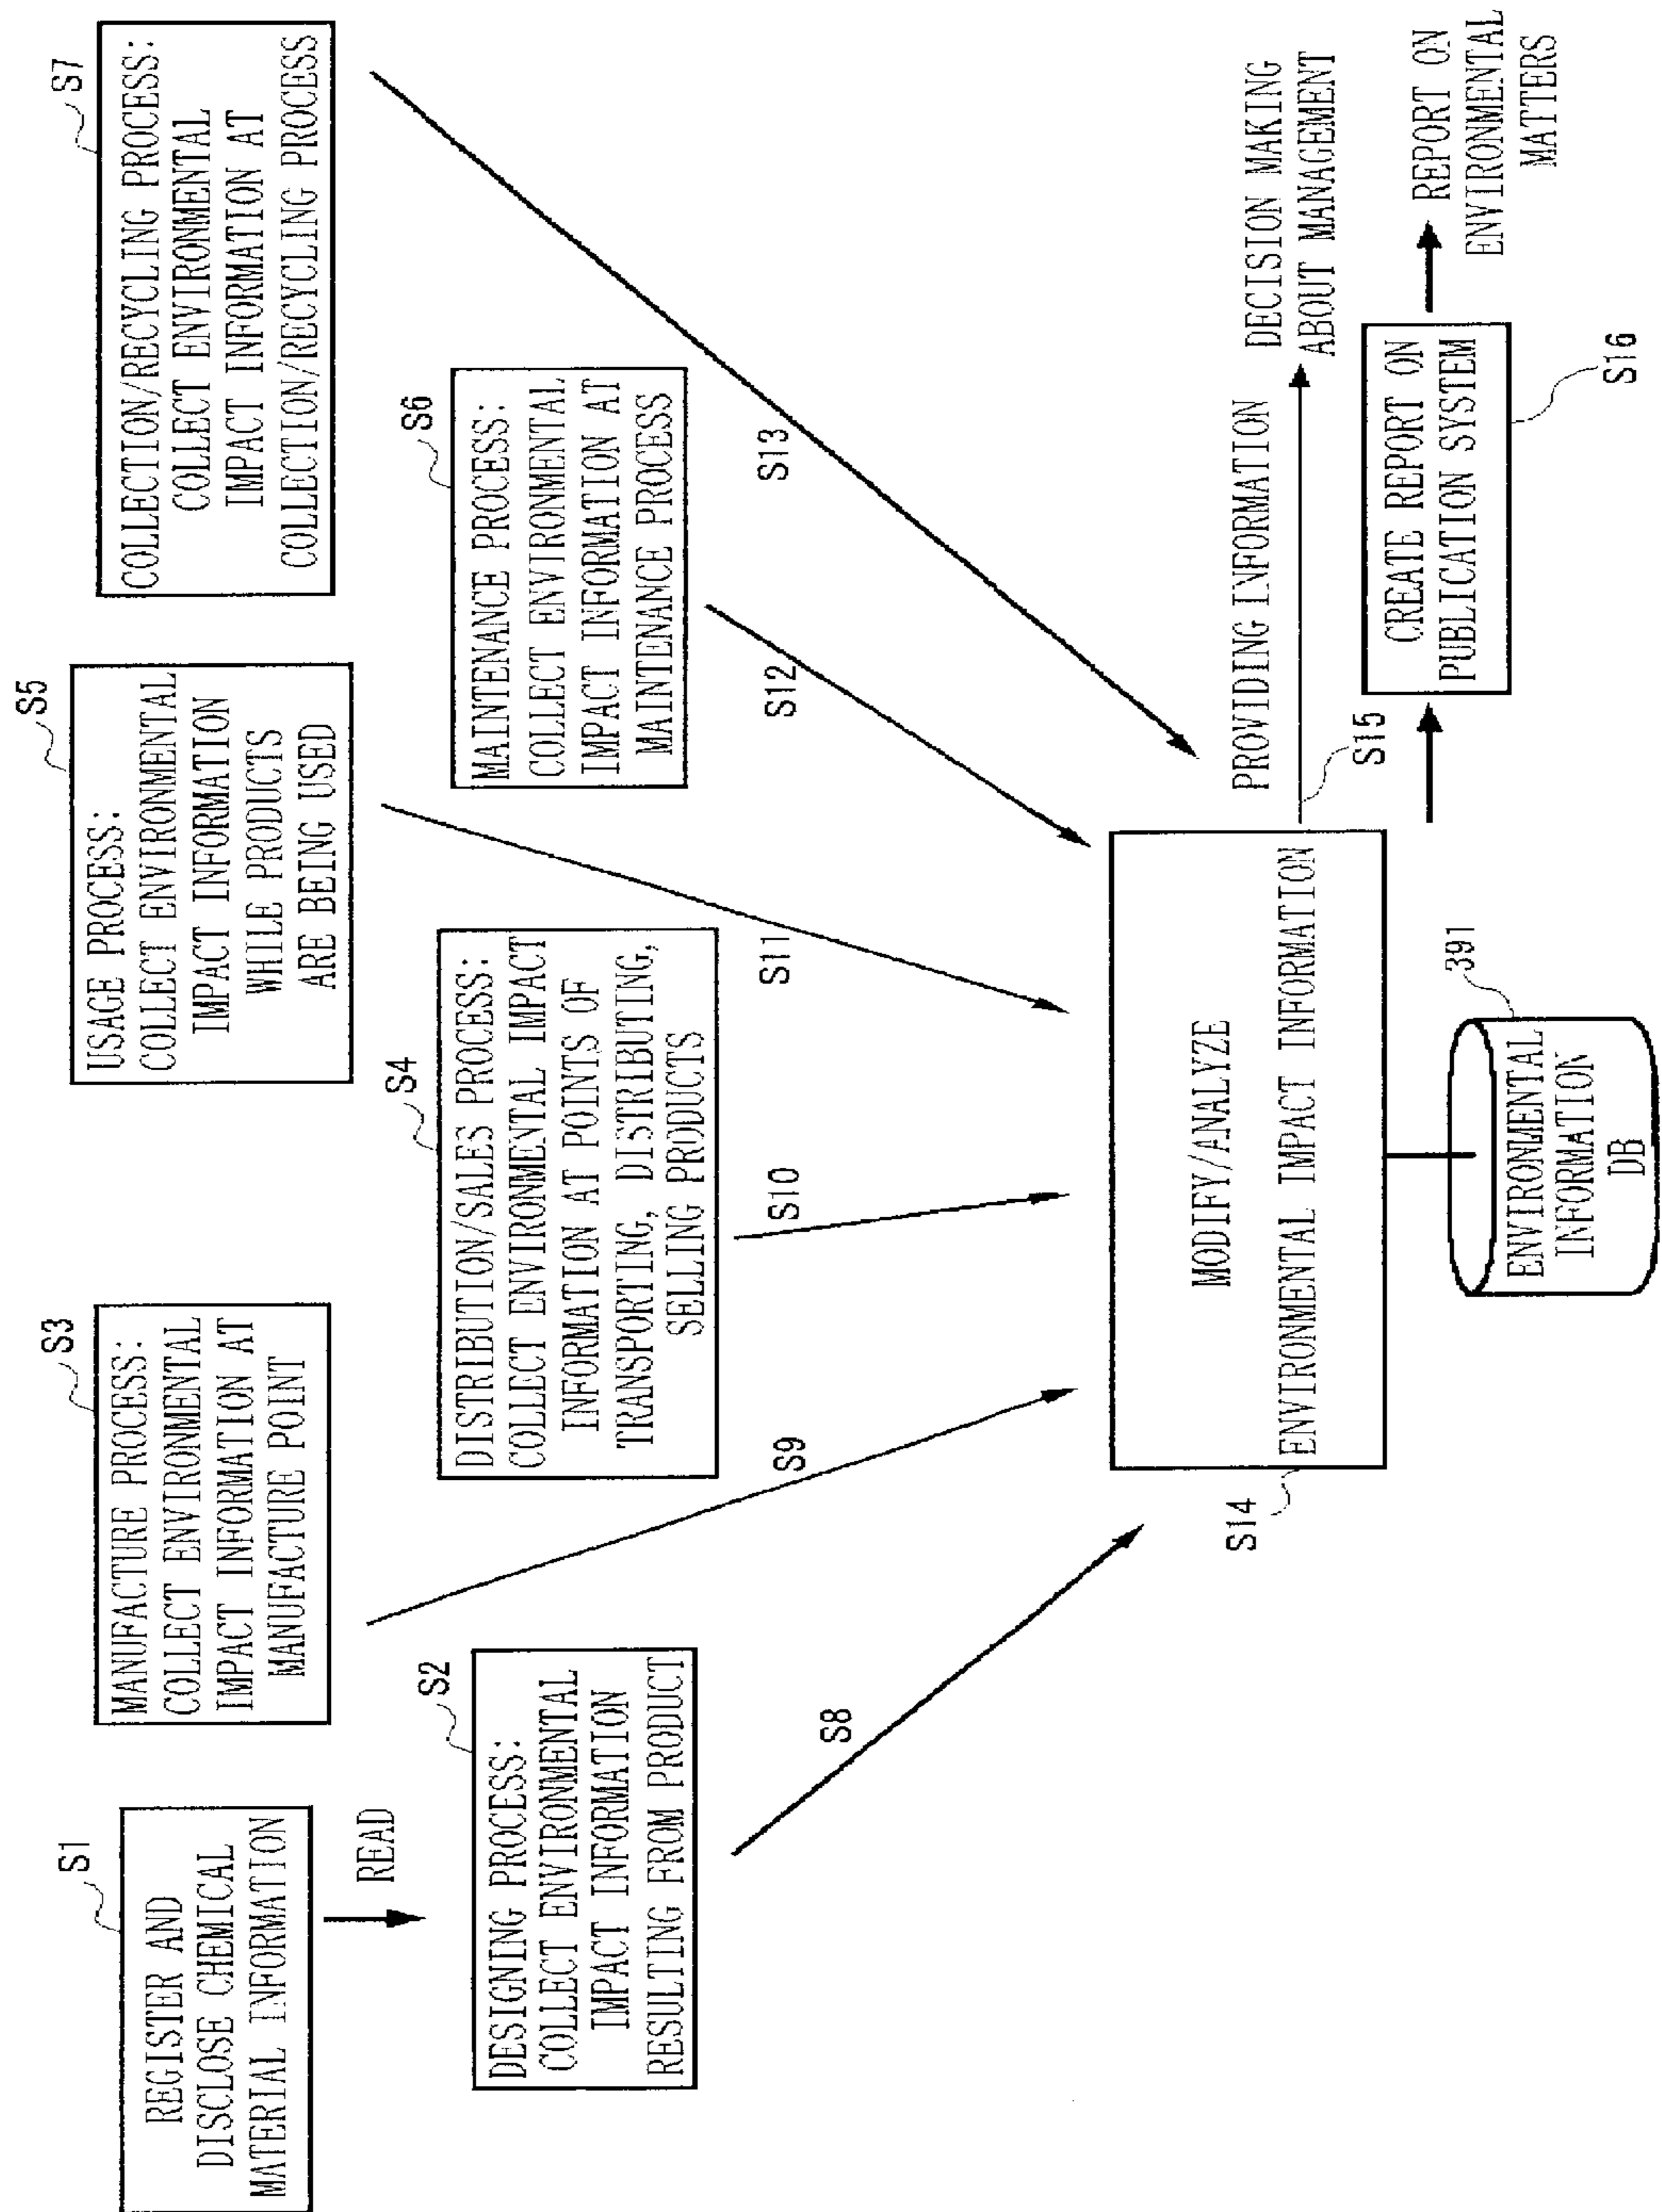 S1
REGISTER AND
DISCLOSE CHEMICAL
MATERIAL INFORMATION
READ
S2
DESIGNING PROCESS:
COLLECT ENVIRONMENTAL
IMPACT INFORMATION
RESULTING FROM PRODUCT
S3
MANUFACTURE PROCESS:
COLLECT ENVIRONMENTAL
IMPACT INFORMATION AT
MANUFACTURE POINT
S4
DISTRIBUTION/SALES PROCESS:
COLLECT ENVIRONMENTAL IMPACT
INFORMATION AT POINTS OF
TRANSPORTING, DISTRIBUTING,
SELLING PRODUCTS
S5
USAGE PROCESS:
COLLECT ENVIRONMENTAL
IMPACT INFORMATION
WHILE PRODUCTS
ARE BEING USED
S6
MAINTENANCE PROCESS:
COLLECT ENVIRONMENTAL
IMPACT INFORMATION AT
MAINTENANCE PROCESS
S7
COLLECTION/RECYCLING PROCESS:
COLLECT ENVIRONMENTAL
IMPACT INFORMATION AT
COLLECTION/RECYCLING PROCESS
S8
S9
S10
S11
S12
S13
S14
MODIFY/ANALYZE
ENVIRONMENTAL IMPACT INFORMATION
391
ENVIRONMENTAL
INFORMATION
DB
PROVIDING INFORMATION
S15
DECISION MAKING
ABOUT MANAGEMENT
CREATE REPORT ON
PUBLICATION SYSTEM
S16
REPORT ON
ENVIRONMENTAL
MATTERS